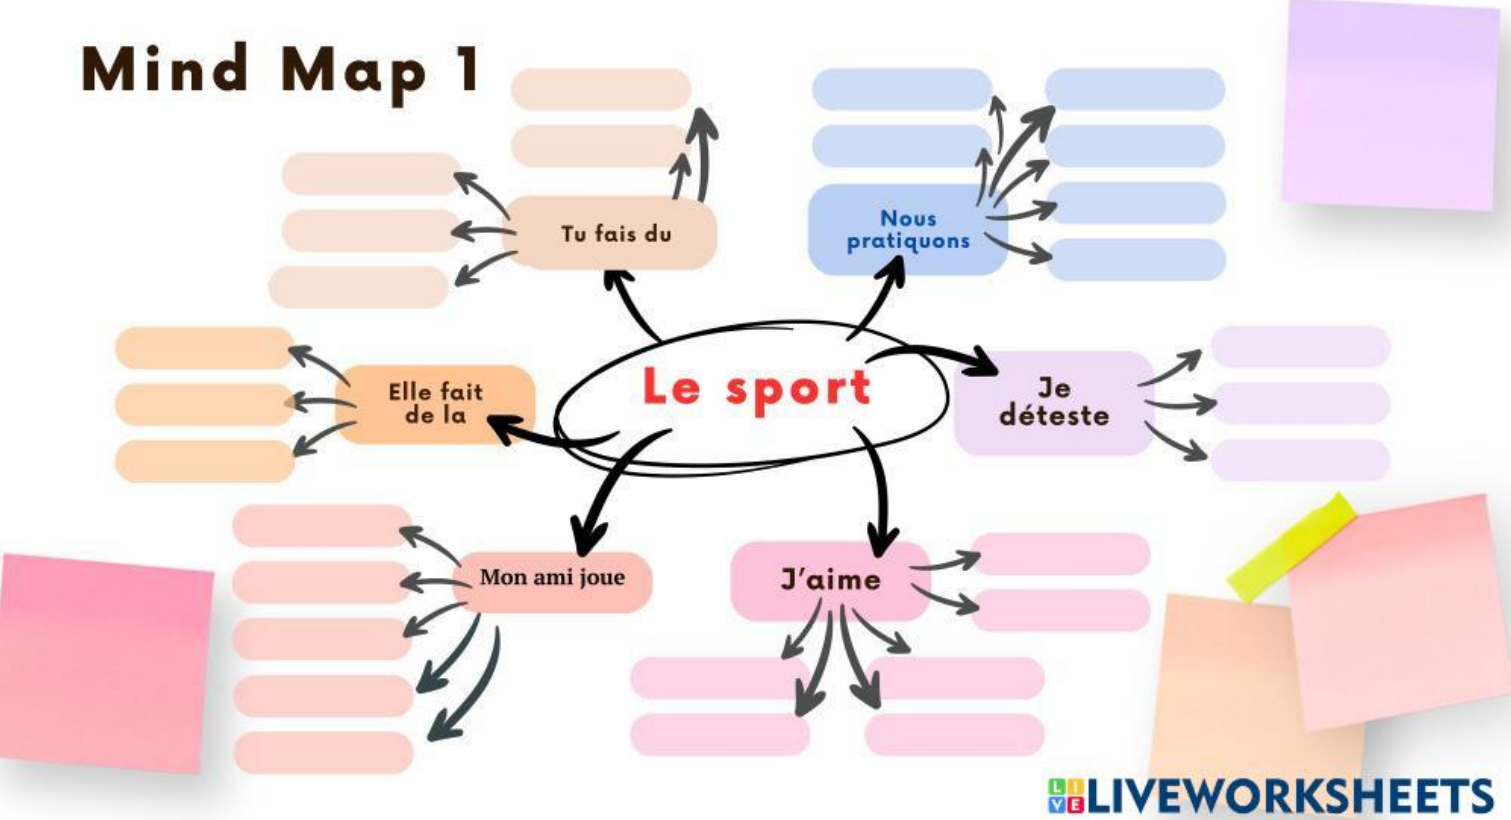 Mind Map 1
Tu fais du
Nous
pratiquons
Le sport
Elle fait
de la
Je
déteste
Mon ami joue
J'aime
LIVE LIVEWORKSHEETS